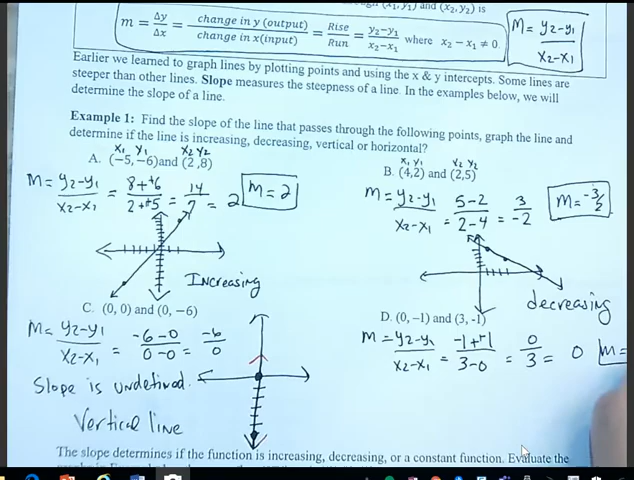 (x₁, y₁) and (x₂, y₂) is
m = Δy/Δx = change in y (output)/change in x(input) = Rise/Run = y₂−y₁/x₂−x₁ where x₂ − x₁ ≠ 0.
M = y₂-y₁/x₂-x₁
Earlier we learned to graph lines by plotting points and using the x & y intercepts. Some lines are
steeper than other lines. Slope measures the steepness of a line. In the examples below, we will
determine the slope of a line.
Example 1: Find the slope of the line that passes through the following points, graph the line and
determine if the line is increasing, decreasing, vertical or horizontal?
x₁ y₁ x₂ y₂
A. (−5, −6)and (2 ,8)
M = y₂-y₁/x₂-x₁ = 8++6/2++5 = 14/7 = 2 M=2
Increasing
x₁ y₁ x₂ y₂
B. (4,2) and (2,5)
M = y₂-y₁/x₂-x₁ = 5-2/2-4 = 3/-2 M=-3/2
decreasing
C. (0, 0) and (0, −6)
M = y₂-y₁/x₂-x₁ = -6-0/0-0 = -6/0
Slope is undefined.
Vertical line
D. (0, −1) and (3, -1)
M = y₂-y₁/x₂-x₁ = -1++1/3-0 = 0/3 = 0 M=
The slope determines if the function is increasing, decreasing, or a constant function. Evaluate the